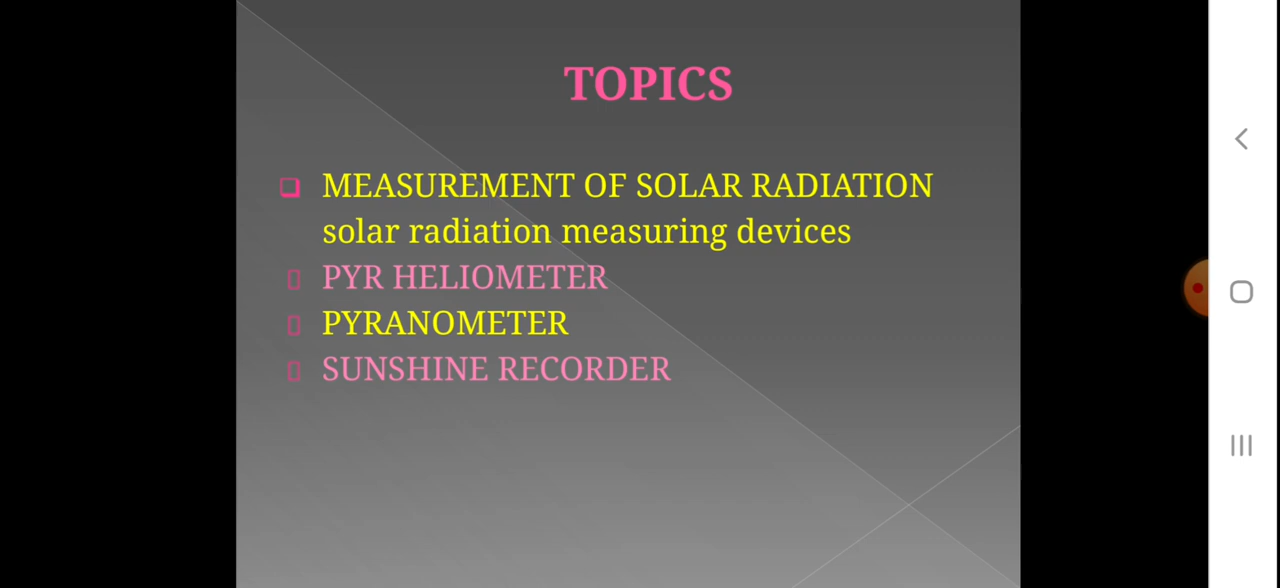 TOPICS
MEASUREMENT OF SOLAR RADIATION
solar radiation measuring devices
PYR HELIOMETER
PYRANOMETER
SUNSHINE RECORDER